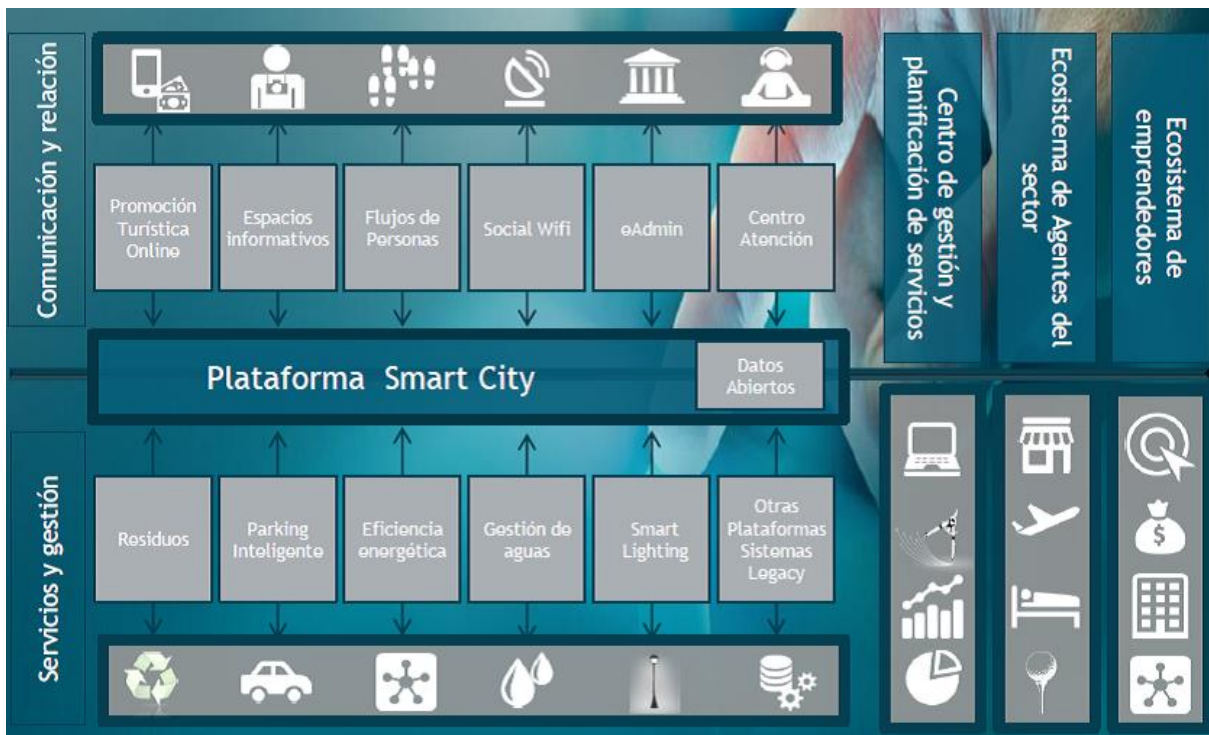 Comunicación y relación
Promoción
Turística
Online
Espacios
informativos
Flujos de
Personas
Social Wifi
eAdmin
Centro
Atención
Plataforma Smart City
Datos
Abiertos
Servicios y gestión
Residuos
Parking
Inteligente
Eficiencia
energética
Gestión de
aguas
Smart
Lighting
Otras
Plataformas
Sistemas
Legacy
Centro de gestión y
planificación de servicios
Ecosistema de Agentes del
sector
Ecosistema de
emprendedores
$